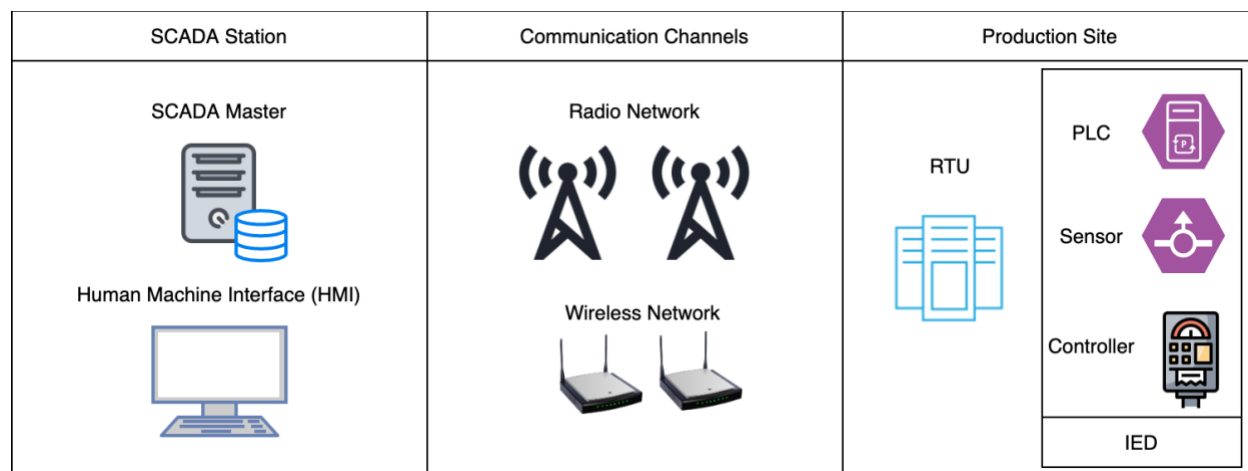 SCADA Station
Communication Channels
Production Site
SCADA Master
Human Machine Interface (HMI)
Radio Network
Wireless Network
RTU
PLC
P
Sensor
Controller
IED